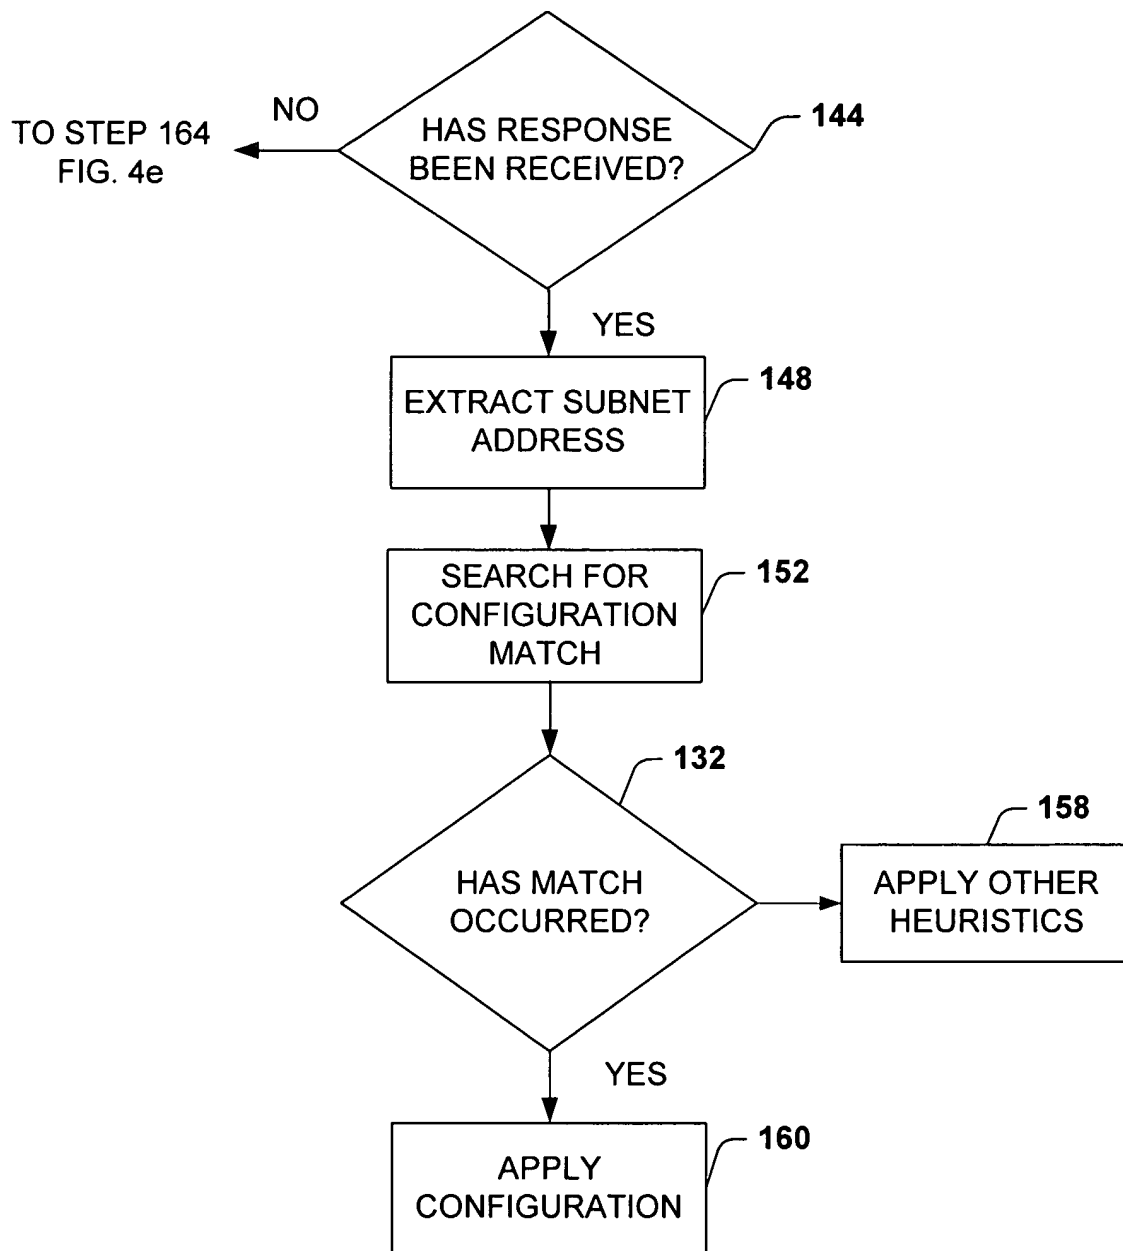 NO
TO STEP 164
FIG. 4e
HAS RESPONSE
BEEN RECEIVED?
144
YES
EXTRACT SUBNET
ADDRESS
148
SEARCH FOR
CONFIGURATION
MATCH
152
132
HAS MATCH
OCCURRED?
158
APPLY OTHER
HEURISTICS
YES
APPLY
CONFIGURATION
160